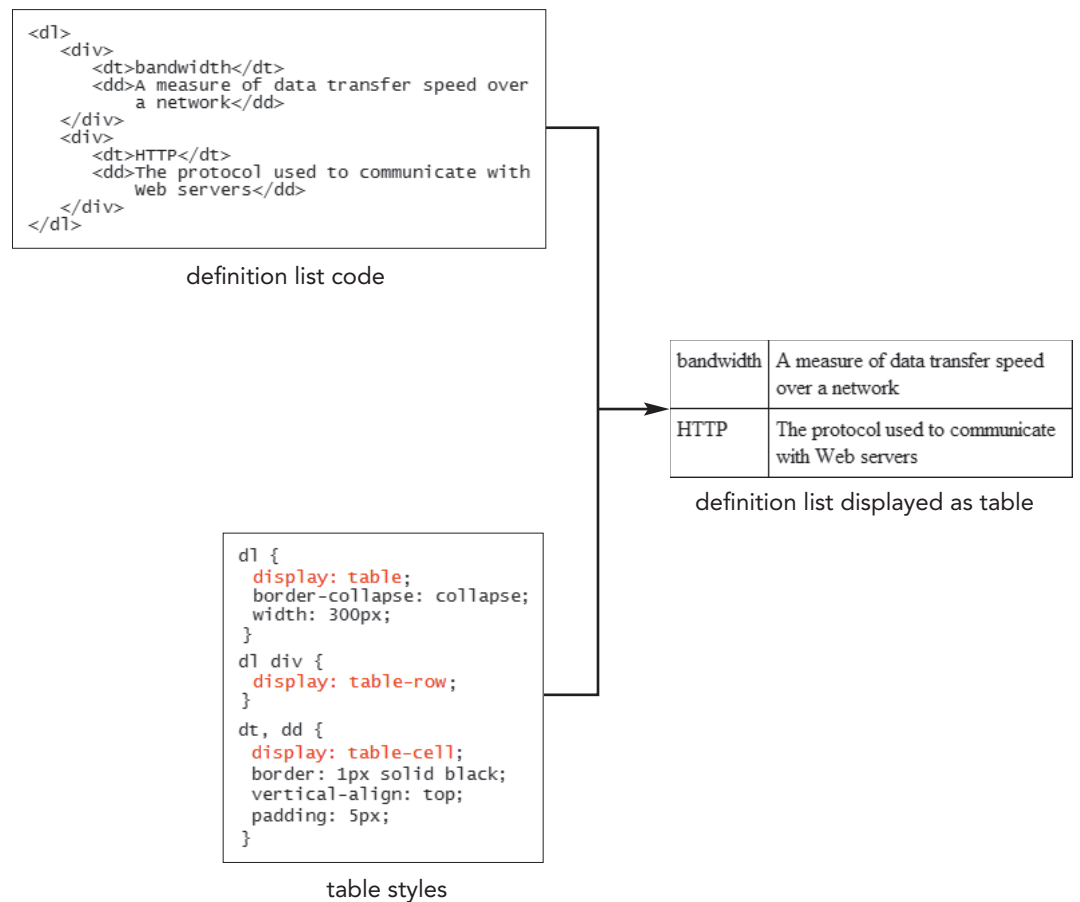 <dl>
<div>
<dt>bandwidth</dt>
<dd>A measure of data transfer speed over
a network</dd>
</div>
<div>
<dt>HTTP</dt>
<dd>The protocol used to communicate with
Web servers</dd>
</div>
</dl>
definition list code
bandwidth A measure of data transfer speed
over a network
HTTP The protocol used to communicate
with Web servers
definition list displayed as table
dl {
display: table;
border-collapse: collapse;
width: 300px;
}
dl div {
display: table-row;
}
dt, dd {
display: table-cell;
border: 1px solid black;
vertical-align: top;
padding: 5px;
}
table styles